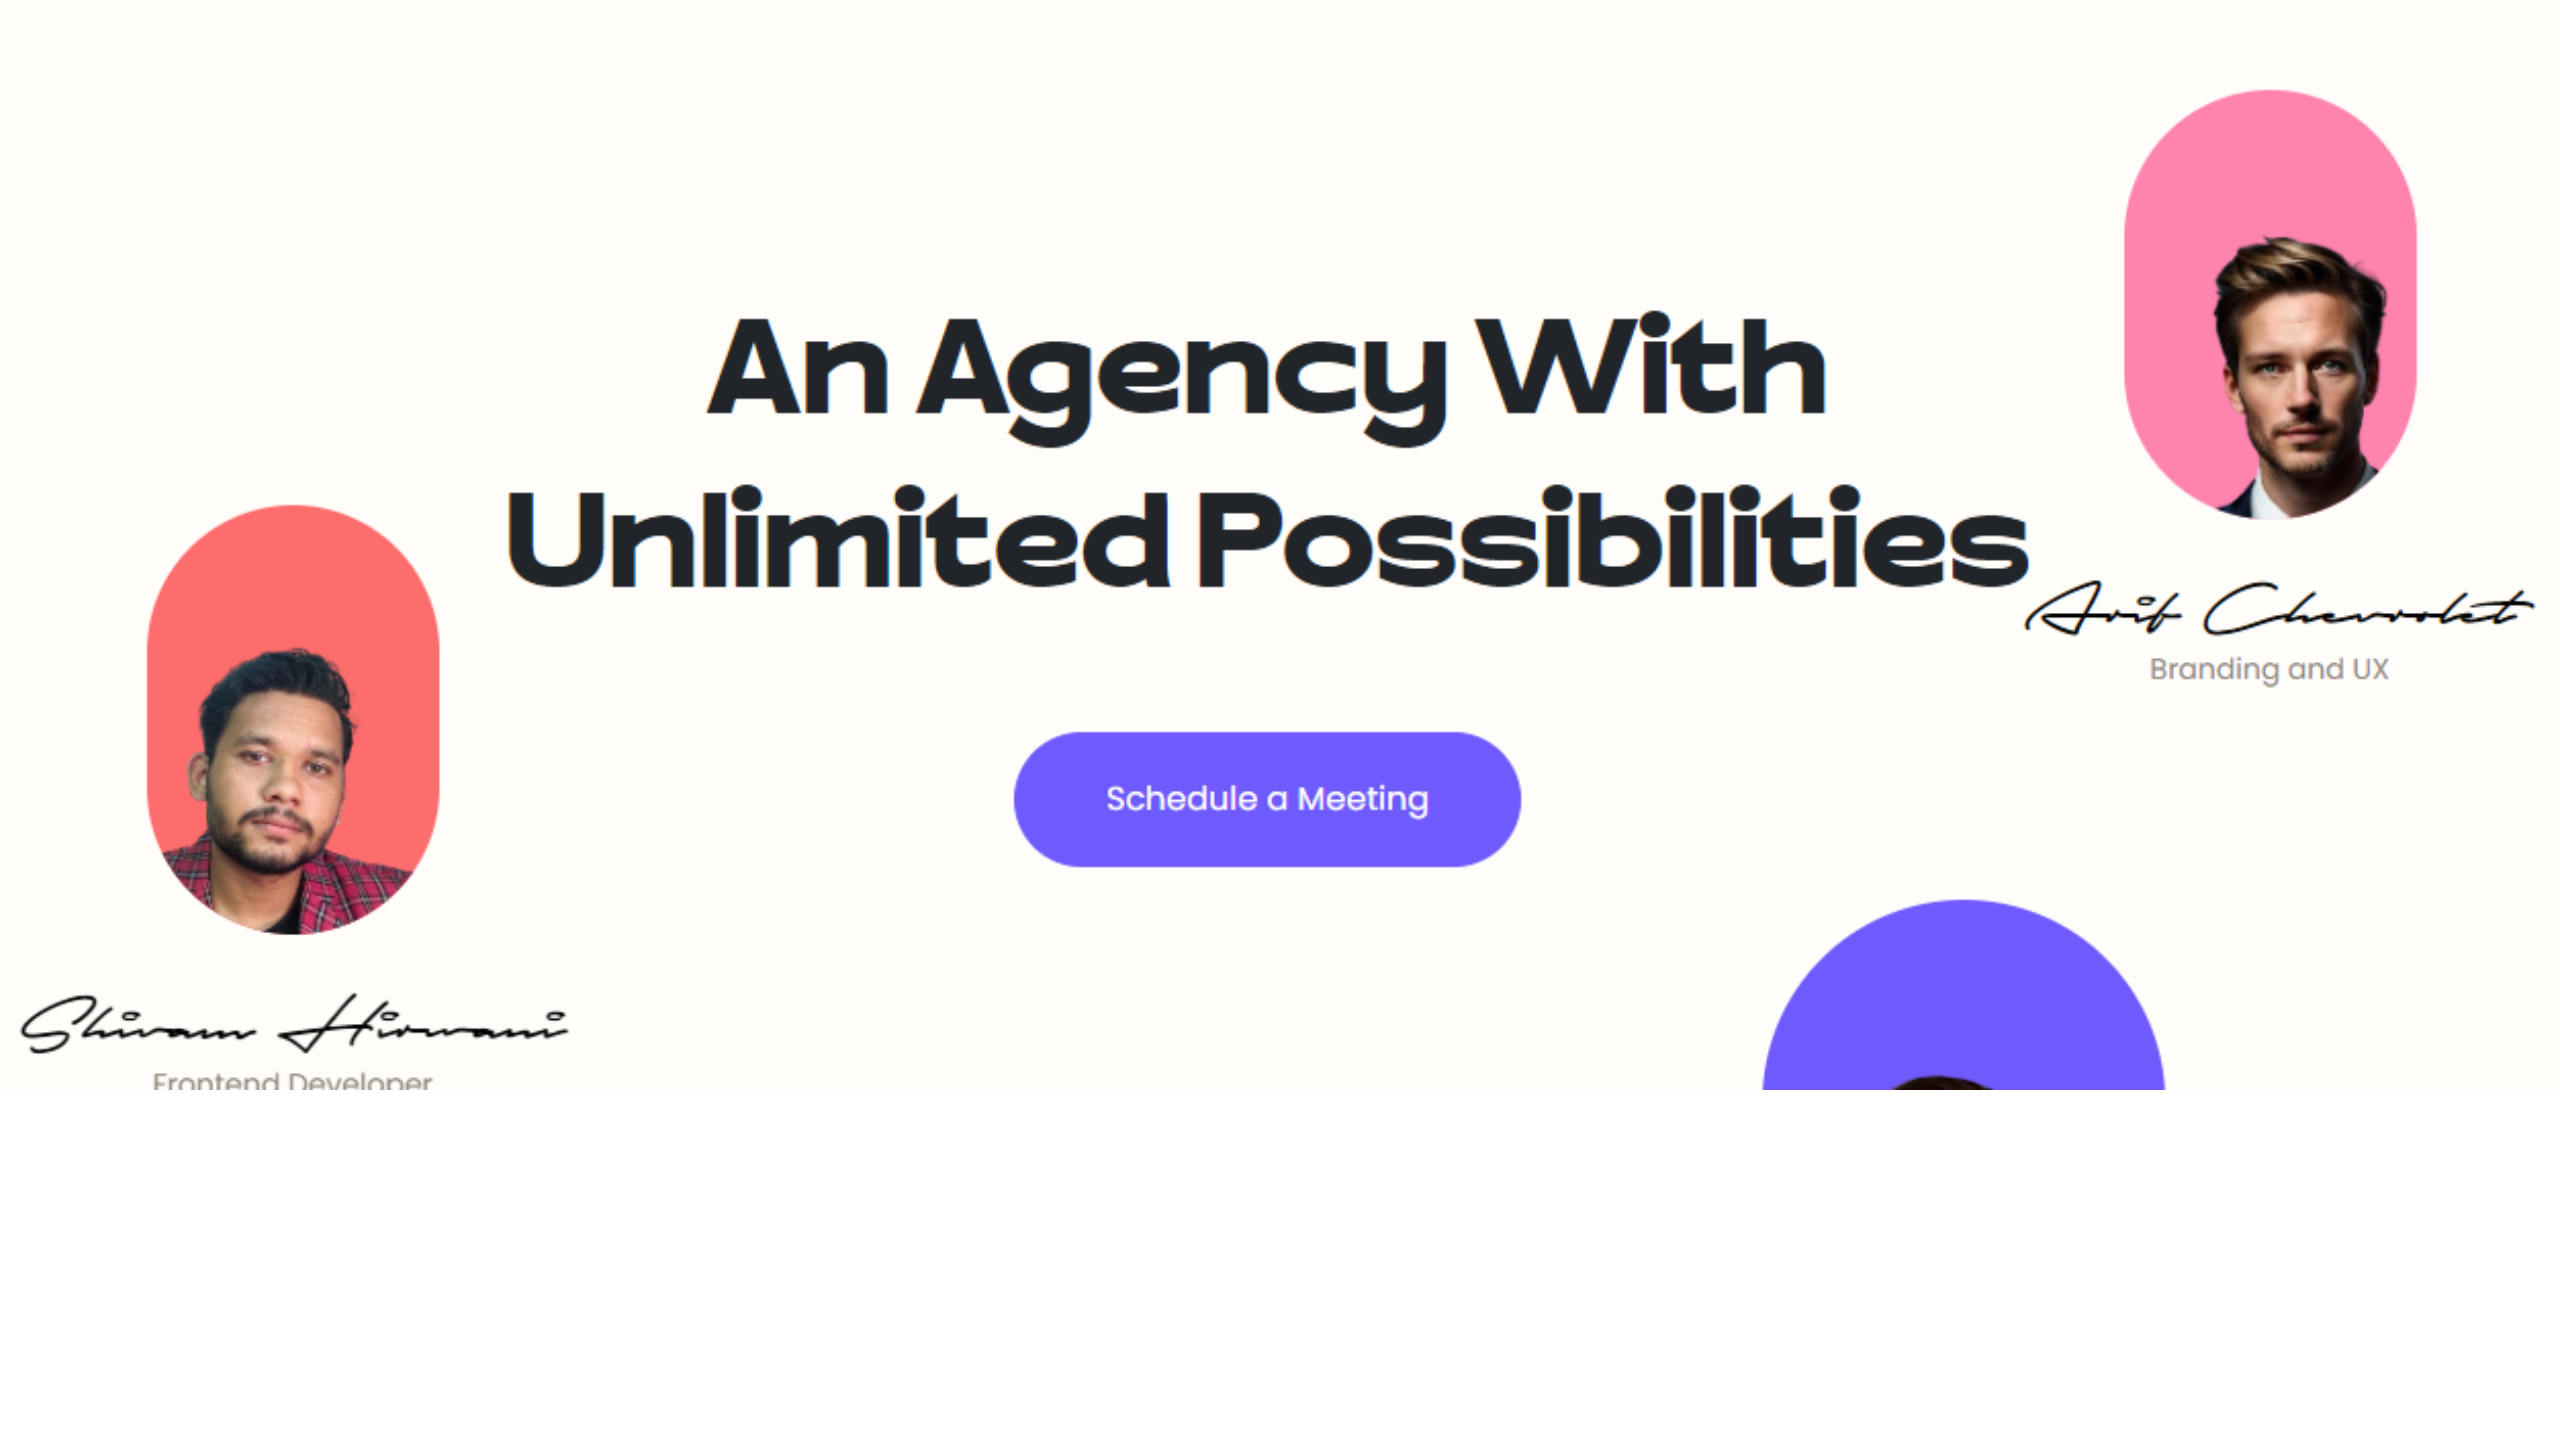 An Agency With
Unlimited Possibilities
Arif Chevrolet
Branding and UX
Schedule a Meeting
Shivam Hirwani
Frontend Developer